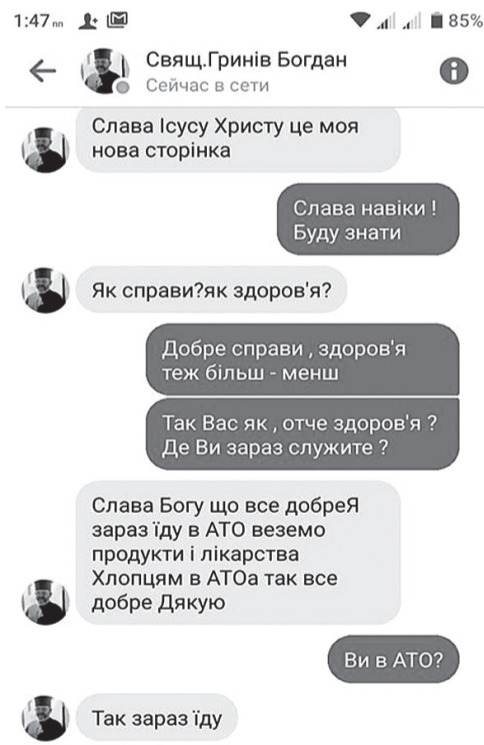 1:47 пп 85%
Свящ.Гринів Богдан
Сейчас в сети
Слава Ісусу Христу це моя
нова сторінка
Слава навіки !
Буду знати
Як справи?як здоров'я?
Добре справи , здоров'я
теж більш - менш
Так Вас як , отче здоров'я ?
Де Ви зараз служите ?
Слава Богу що все добреЯ
зараз їду в АТО веземо
продукти і лікарства
Хлопцям в АТОа так все
добре Дякую
Ви в АТО?
Так зараз їду